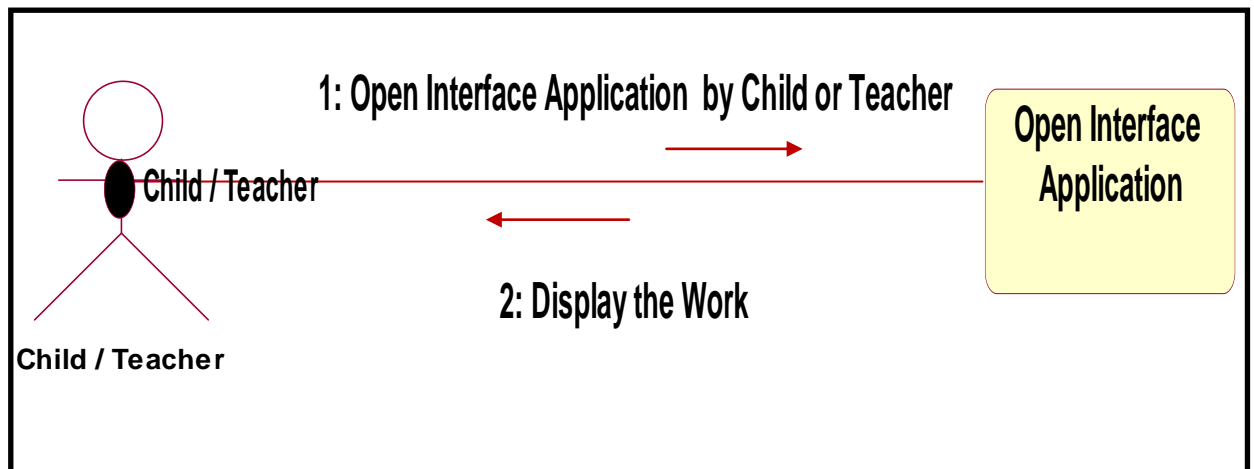 1: Open Interface Application by Child or Teacher
Open Interface
Application
Child / Teacher
2: Display the Work
Child / Teacher